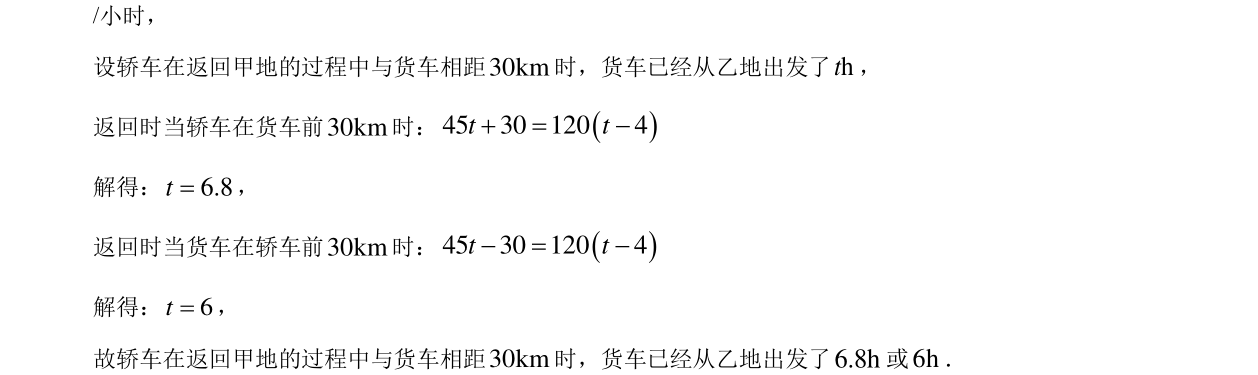 /小时，
设轿车在返回甲地的过程中与货车相距30km时，货车已经从乙地出发了th，
返回时当轿车在货车前30km时：45t+30=120(t−4)
解得：t=6.8，
返回时当货车在轿车前30km时：45t−30=120(t−4)
解得：t=6，
故轿车在返回甲地的过程中与货车相距30km时，货车已经从乙地出发了6.8h或6h．